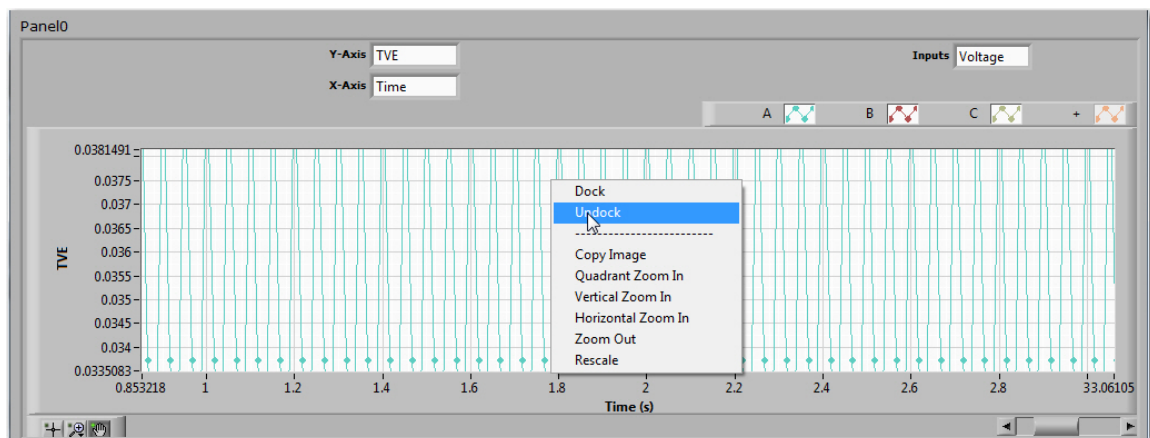 Panel0
Y-Axis TVE
Inputs Voltage
X-Axis Time
A B C +
0.0381491
0.0375
0.037
0.0365
0.036
0.0355
0.035
0.0345
0.034
0.0335083
TVE
Dock
Undock
Copy Image
Quadrant Zoom In
Vertical Zoom In
Horizontal Zoom In
Zoom Out
Rescale
0.853218 1 1.2 1.4 1.6 1.8 2 2.2 2.4 2.6 2.8 33.06105
Time (s)